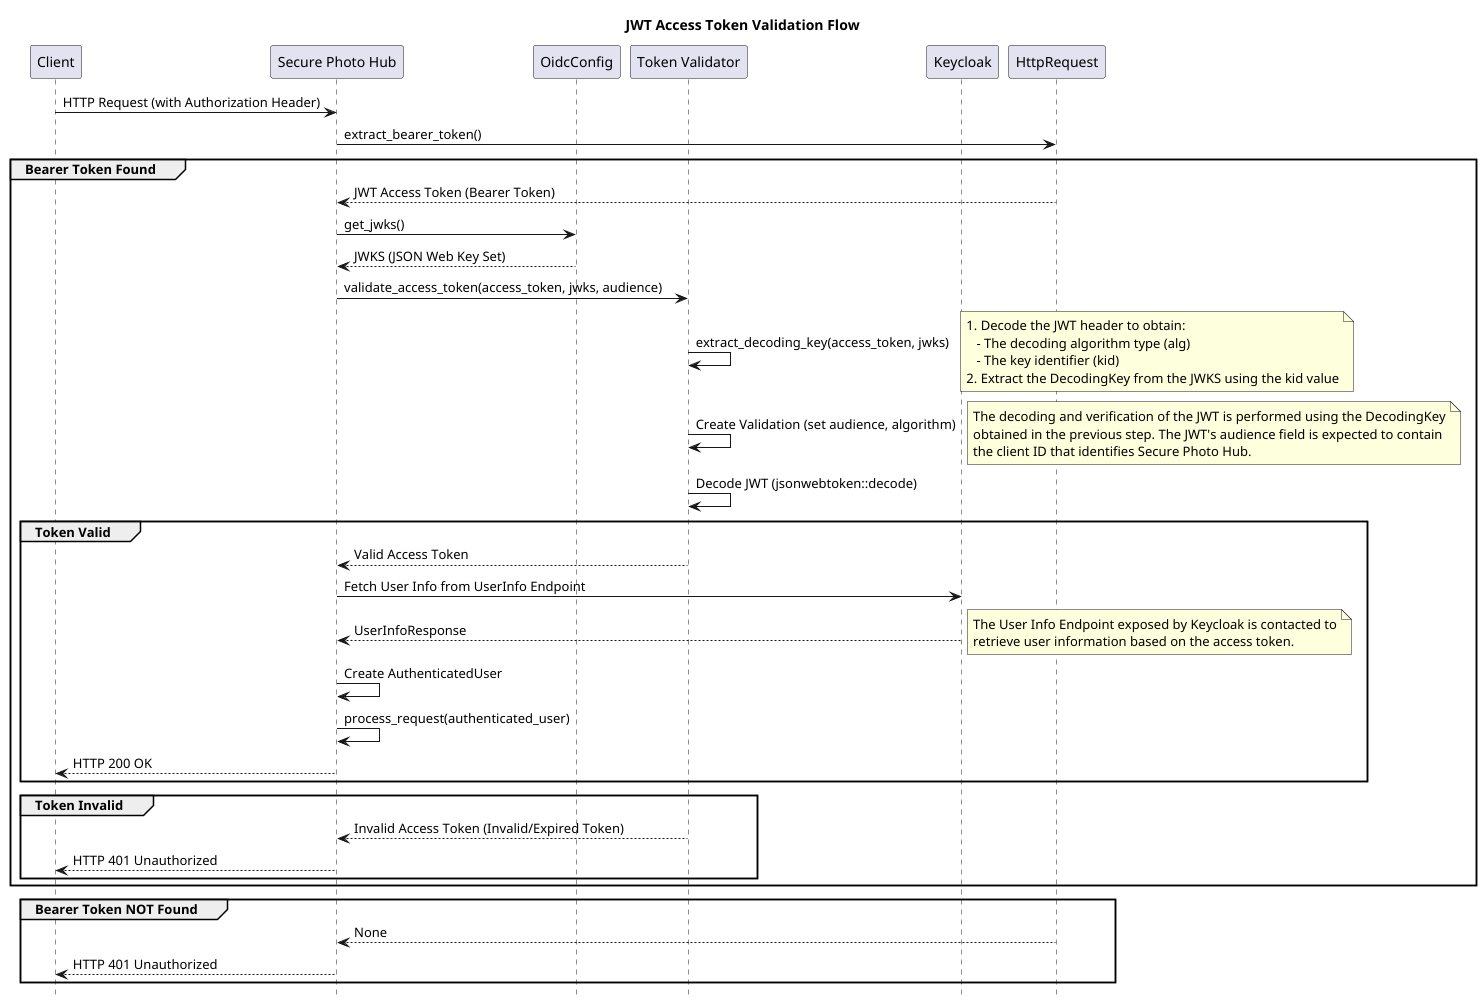 JWT Access Token Validation Flow
Client
Secure Photo Hub
OidcConfig
Token Validator
Keycloak
HttpRequest
HTTP Request (with Authorization Header)
extract_bearer_token()
Bearer Token Found
JWT Access Token (Bearer Token)
get_jwks()
JWKS (JSON Web Key Set)
validate_access_token(access_token, jwks, audience)
extract_decoding_key(access_token, jwks)
1. Decode the JWT header to obtain:
- The decoding algorithm type (alg)
- The key identifier (kid)
2. Extract the DecodingKey from the JWKS using the kid value
Create Validation (set audience, algorithm)
The decoding and verification of the JWT is performed using the DecodingKey
obtained in the previous step. The JWT's audience field is expected to contain
the client ID that identifies Secure Photo Hub.
Decode JWT (jsonwebtoken::decode)
Token Valid
Valid Access Token
Fetch User Info from UserInfo Endpoint
UserInfoResponse
The User Info Endpoint exposed by Keycloak is contacted to
retrieve user information based on the access token.
Create AuthenticatedUser
process_request(authenticated_user)
HTTP 200 OK
Token Invalid
Invalid Access Token (Invalid/Expired Token)
HTTP 401 Unauthorized
Bearer Token NOT Found
None
HTTP 401 Unauthorized